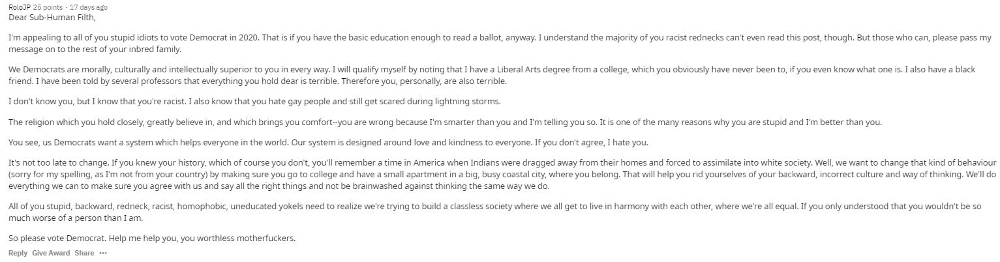 RoloJP 25 points · 17 days ago
Dear Sub-Human Filth,
I'm appealing to all of you stupid idiots to vote Democrat in 2020. That is if you have the basic education enough to read a ballot, anyway. I understand the majority of you racist rednecks can't even read this post, though. But those who can, please pass my
message on to the rest of your inbred family.
We Democrats are morally, culturally and intellectually superior to you in every way. I will qualify myself by noting that I have a Liberal Arts degree from a college, which you obviously have never been to, if you even know what one is. I also have a black
friend. I have been told by several professors that everything you hold dear is terrible. Therefore you, personally, are also terrible.
I don't know you, but I know that you're racist. I also know that you hate gay people and still get scared during lightning storms.
The religion which you hold closely, greatly believe in, and which brings you comfort--you are wrong because I'm smarter than you and I'm telling you so. It is one of the many reasons why you are stupid and I'm better than you.
You see, us Democrats want a system which helps everyone in the world. Our system is designed around love and kindness to everyone. If you don't agree, I hate you.
It's not too late to change. If you knew your history, which of course you don't, you'll remember a time in America when Indians were dragged away from their homes and forced to assimilate into white society. Well, we want to change that kind of behaviour
(sorry for my spelling, as I'm not from your country) by making sure you go to college and have a small apartment in a big, busy coastal city, where you belong. That will help you rid yourselves of your backward, incorrect culture and way of thinking. We'll do
everything we can to make sure you agree with us and say all the right things and not be brainwashed against thinking the same way we do.
All of you stupid, backward, redneck, racist, homophobic, uneducated yokels need to realize we're trying to build a classless society where we all get to live in harmony with each other, where we're all equal. If you only understood that you wouldn't be so
much worse of a person than I am.
So please vote Democrat. Help me help you, you worthless motherfuckers.
Reply Give Award Share ···